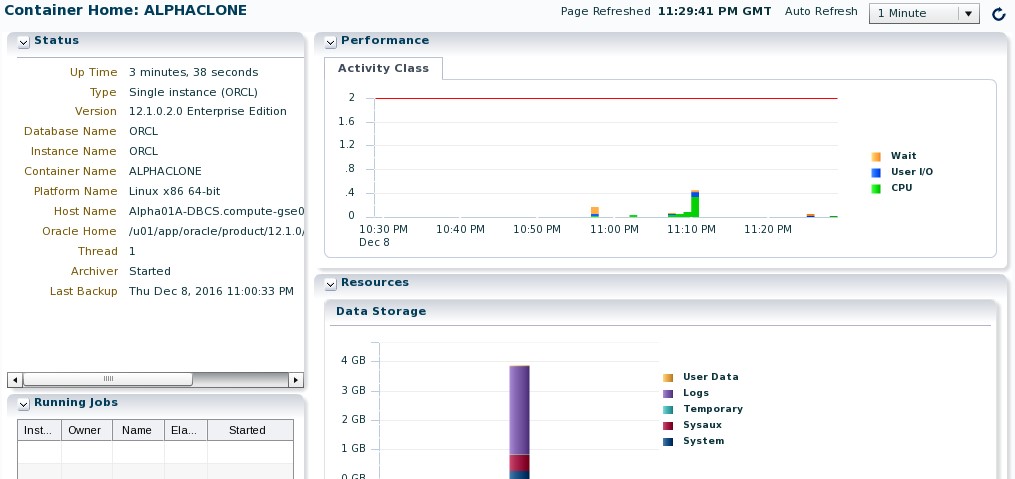 Container Home: ALPHACLONE
Page Refreshed 11:29:41 PM GMT Auto Refresh 1 Minute
Status
Up Time 3 minutes, 38 seconds
Type Single instance (ORCL)
Version 12.1.0.2.0 Enterprise Edition
Database Name ORCL
Instance Name ORCL
Container Name ALPHACLONE
Platform Name Linux x86 64-bit
Host Name Alpha01A-DBCS.compute-gse0
Oracle Home /u01/app/oracle/product/12.1.0/
Thread 1
Archiver Started
Last Backup Thu Dec 8, 2016 11:00:33 PM
Running Jobs
Inst... Owner Name Ela... Started
Performance
Activity Class
2
1.6
1.2
.8
.4
0
10:30 PM 10:40 PM 10:50 PM 11:00 PM 11:10 PM 11:20 PM
Dec 8
Wait
User I/O
CPU
Resources
Data Storage
4 GB
3 GB
2 GB
1 GB
0 GB
User Data
Logs
Temporary
Sysaux
System